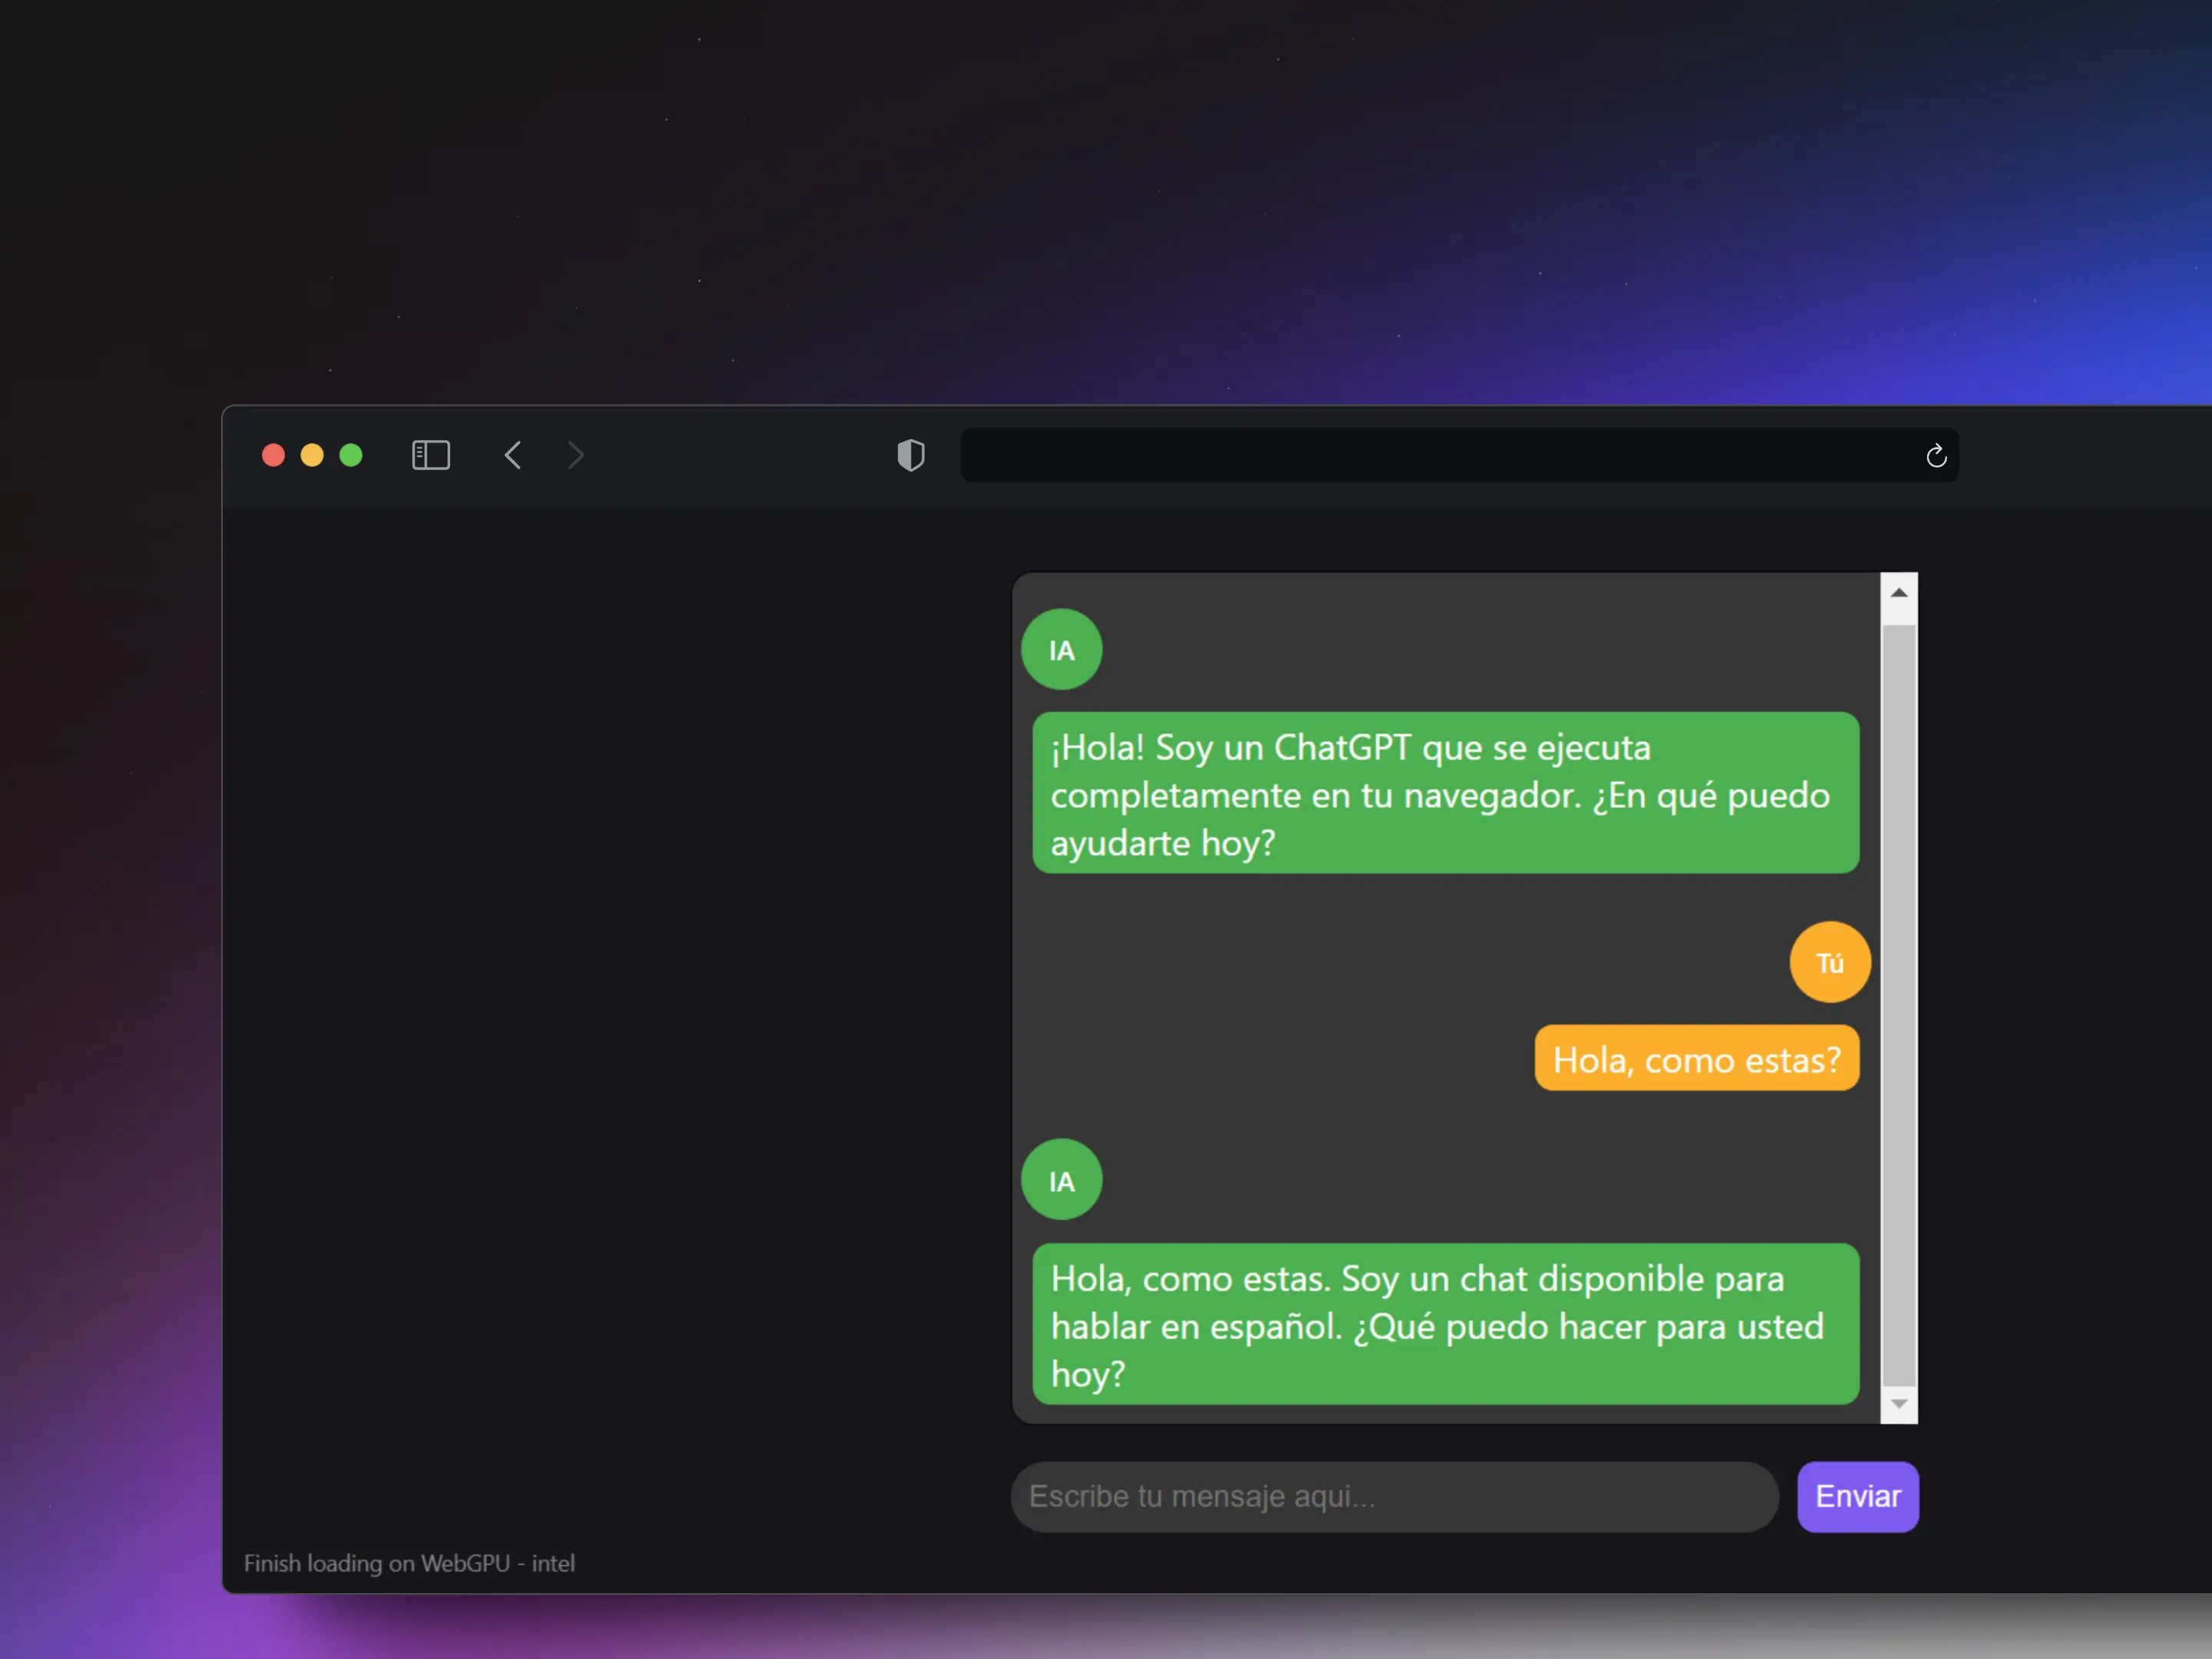 IA
¡Hola! Soy un ChatGPT que se ejecuta
completamente en tu navegador. ¿En qué puedo
ayudarte hoy?
Tú
Hola, como estas?
IA
Hola, como estas. Soy un chat disponible para
hablar en español. ¿Qué puedo hacer para usted
hoy?
Escribe tu mensaje aqui...
Enviar
Finish loading on WebGPU - intel